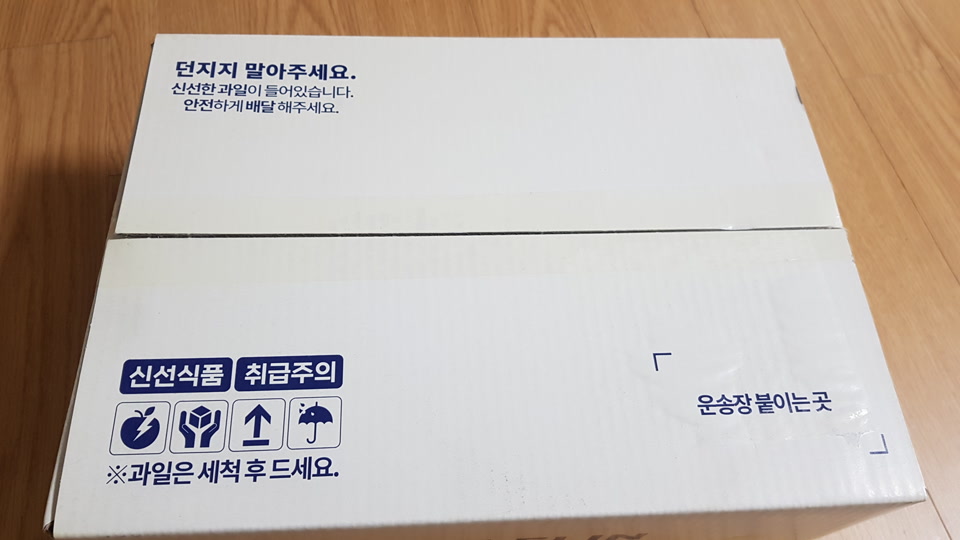 던지지 말아주세요.
신선한 과일이 들어있습니다.
안전하게 배달 해주세요.
신선식품 취급주의
※과일은 세척 후 드세요.
운송장 붙이는 곳